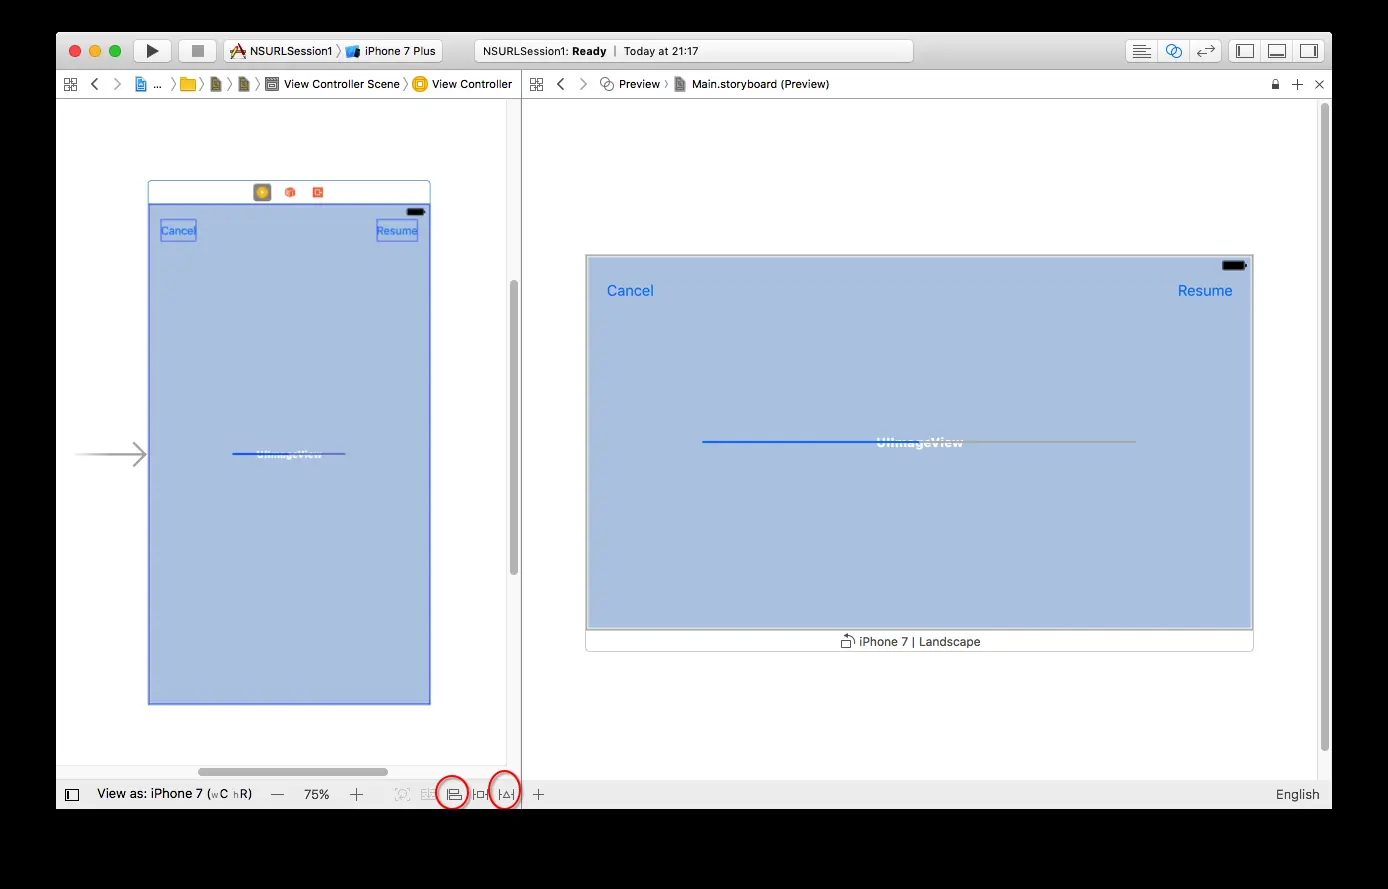 NSURLSession1 iPhone 7 Plus
NSURLSession1: Ready | Today at 21:17
... View Controller Scene View Controller
Preview Main.storyboard (Preview)
Cancel Resume
UIImageView
Cancel Resume
UIImageView
iPhone 7 | Landscape
View as: iPhone 7 (wC hR) — 75% +
English